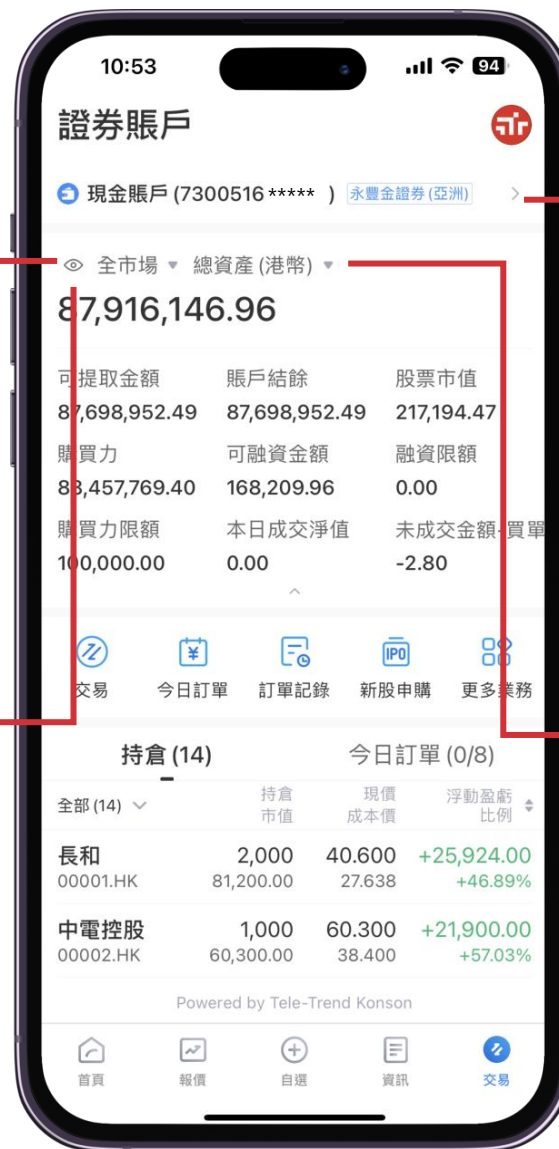 10:53
94
證券賬戶
現金賬戶 (7300516 ***** ) 永豐金證券 (亞洲)
全市場 總資產 (港幣)
87,916,146.96
可提取金額 賬戶結餘 股票市值
87,698,952.49 87,698,952.49 217,194.47
購買力 可融資金額 融資限額
88,457,769.40 168,209.96 0.00
購買力限額 本日成交淨值 未成交金額-買單
100,000.00 0.00 -2.80
IPO
交易 今日訂單 訂單記錄 新股申購 更多業務
持倉 (14) 今日訂單 (0/8)
全部 (14) 持倉 現價 浮動盈虧
市值 成本價 比例
長和 2,000 40.600 +25,924.00
00001.HK 81,200.00 27.638 +46.89%
中電控股 1,000 60.300 +21,900.00
00002.HK 60,300.00 38.400 +57.03%
Powered by Tele-Trend Konson
首頁 報價 自選 資訊 交易